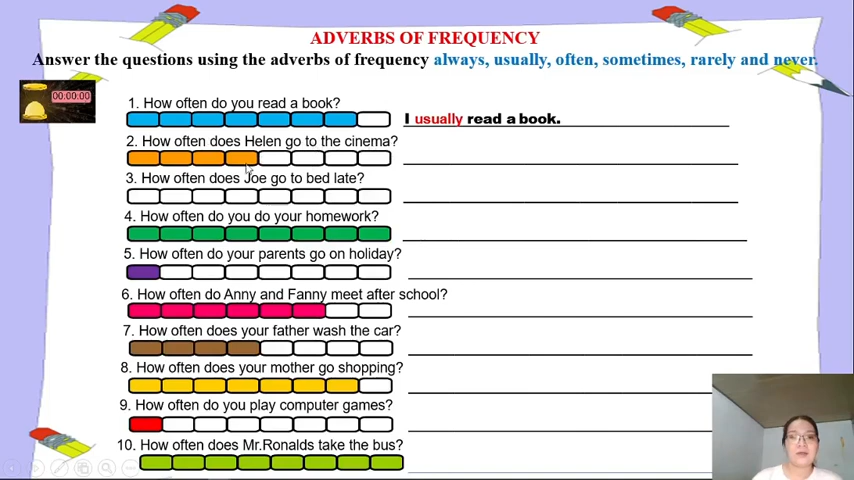 ADVERBS OF FREQUENCY
Answer the questions using the adverbs of frequency always, usually, often, sometimes, rarely and never.
00:00:00
1. How often do you read a book?
I usually read a book.
2. How often does Helen go to the cinema?
3. How often does Joe go to bed late?
4. How often do you do your homework?
5. How often do your parents go on holiday?
6. How often do Anny and Fanny meet after school?
7. How often does your father wash the car?
8. How often does your mother go shopping?
9. How often do you play computer games?
10. How often does Mr.Ronalds take the bus?